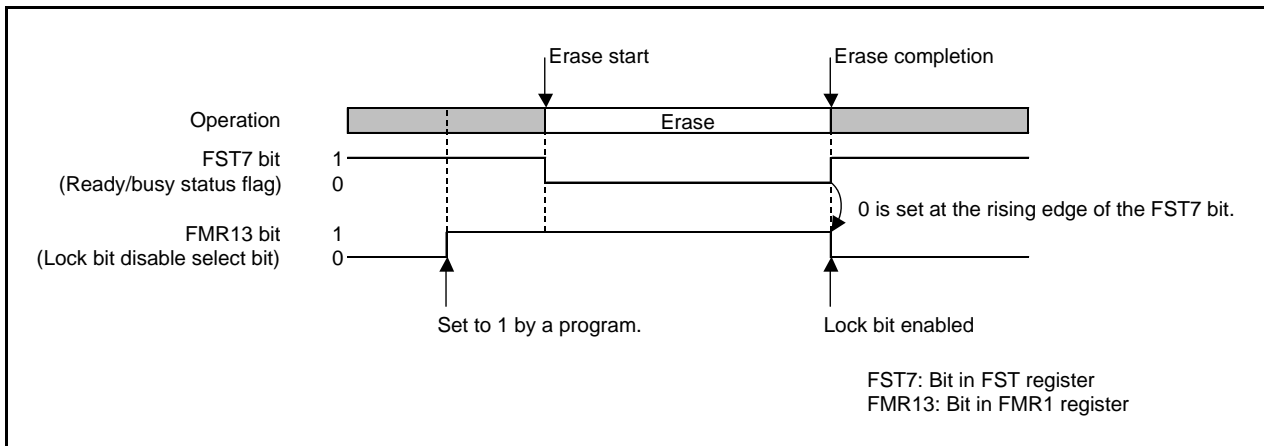 Erase start
Erase completion
Operation
Erase
FST7 bit
(Ready/busy status flag)
1
0
0 is set at the rising edge of the FST7 bit.
FMR13 bit
(Lock bit disable select bit)
1
0
Set to 1 by a program.
Lock bit enabled
FST7: Bit in FST register
FMR13: Bit in FMR1 register